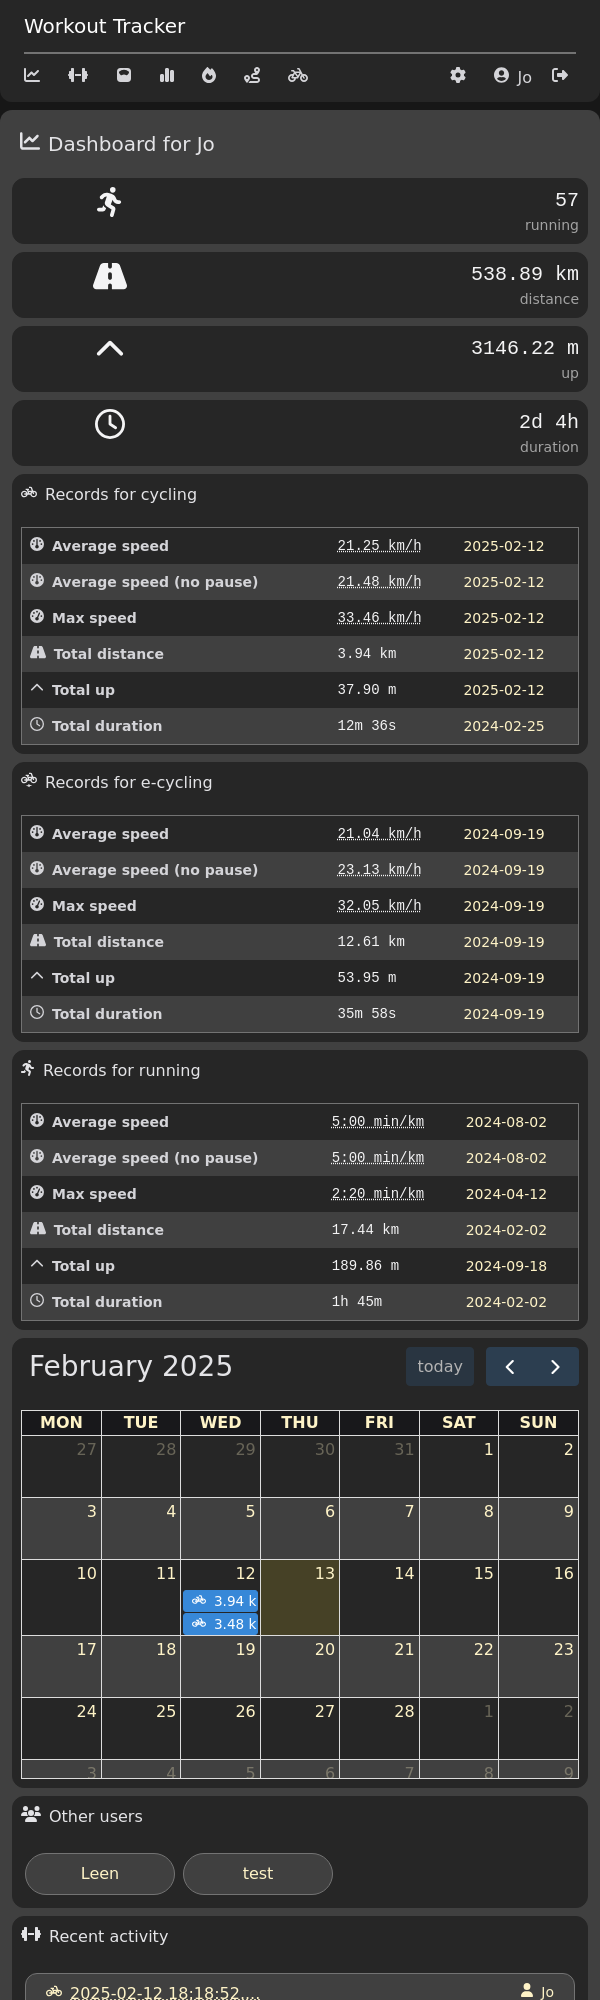 Workout Tracker
Jo
Dashboard for Jo
57
running
538.89 km
distance
3146.22 m
up
2d 4h
duration
Records for cycling
Average speed 21.25 km/h 2025-02-12
Average speed (no pause) 21.48 km/h 2025-02-12
Max speed 33.46 km/h 2025-02-12
Total distance 3.94 km 2025-02-12
Total up 37.90 m 2025-02-12
Total duration 12m 36s 2024-02-25
Records for e-cycling
Average speed 21.04 km/h 2024-09-19
Average speed (no pause) 23.13 km/h 2024-09-19
Max speed 32.05 km/h 2024-09-19
Total distance 12.61 km 2024-09-19
Total up 53.95 m 2024-09-19
Total duration 35m 58s 2024-09-19
Records for running
Average speed 5:00 min/km 2024-08-02
Average speed (no pause) 5:00 min/km 2024-08-02
Max speed 2:20 min/km 2024-04-12
Total distance 17.44 km 2024-02-02
Total up 189.86 m 2024-09-18
Total duration 1h 45m 2024-02-02
February 2025 today
MON TUE WED THU FRI SAT SUN
27 28 29 30 31 1 2
3 4 5 6 7 8 9
10 11 12 13 14 15 16
3.94 k
3.48 k
17 18 19 20 21 22 23
24 25 26 27 28 1 2
3 4 5 6 7 8 9
Other users
Leen test
Recent activity
2025-02-12 18:18:52 Jo